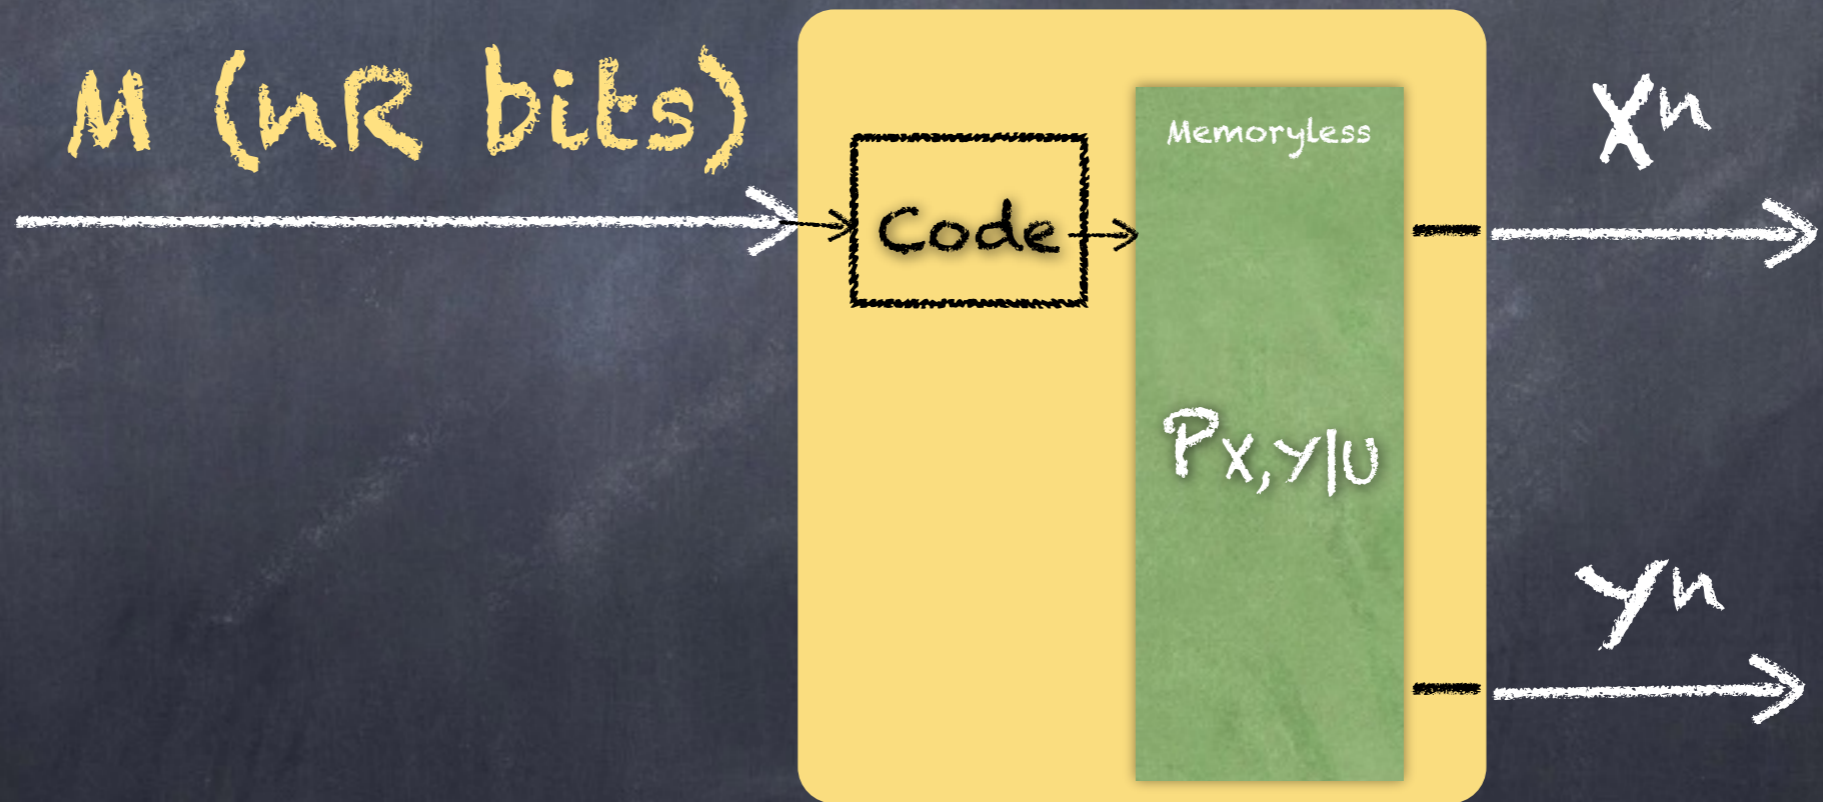 M (nR bits)
Code
Memoryless
PX,Y|U
Xn
Yn